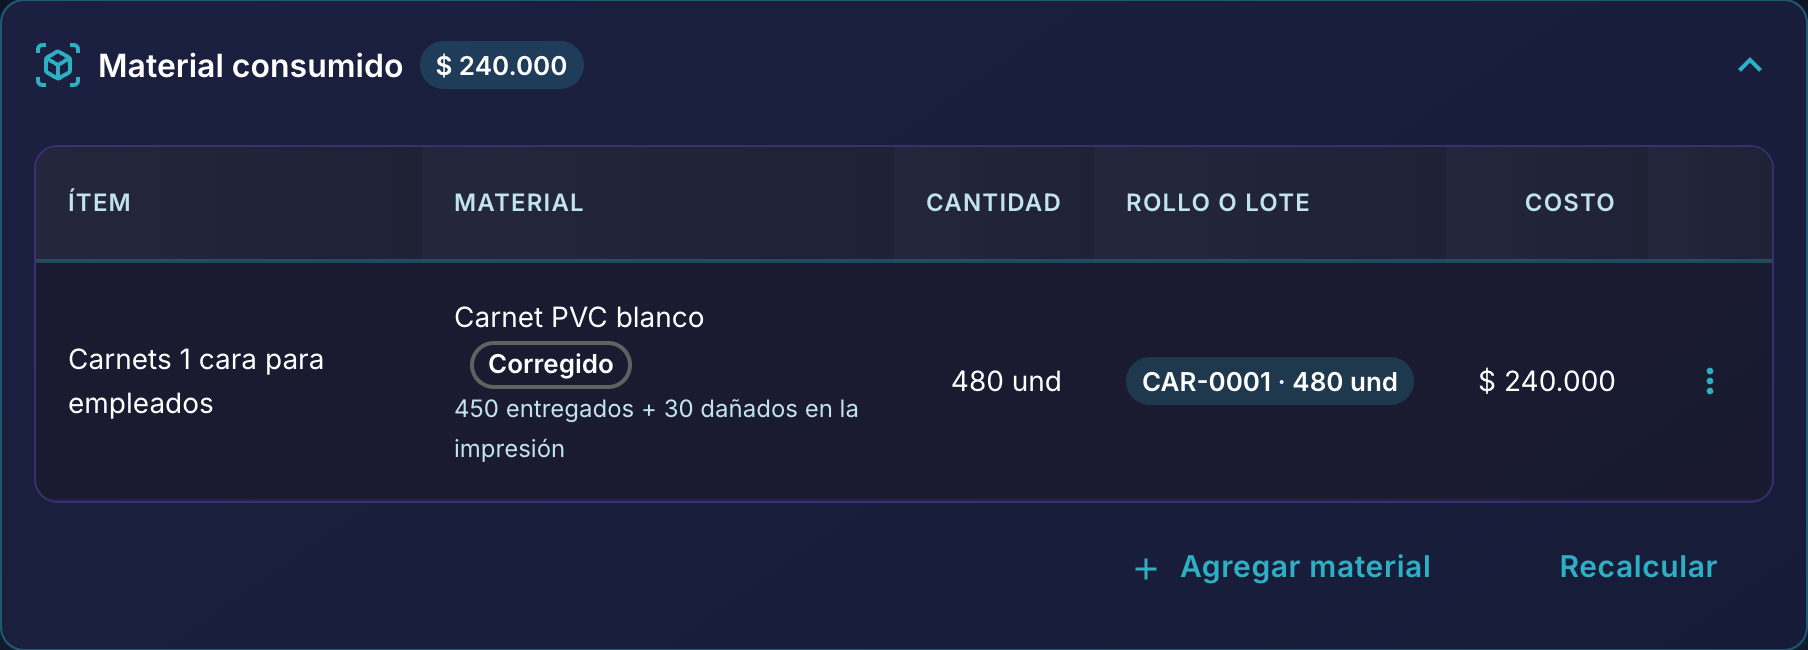 Material consumido $ 240.000
ÍTEM MATERIAL CANTIDAD ROLLO O LOTE COSTO
Carnets 1 cara para
empleados
Carnet PVC blanco
Corregido
450 entregados + 30 dañados en la
impresión
480 und
CAR-0001 · 480 und
$ 240.000
+ Agregar material
Recalcular